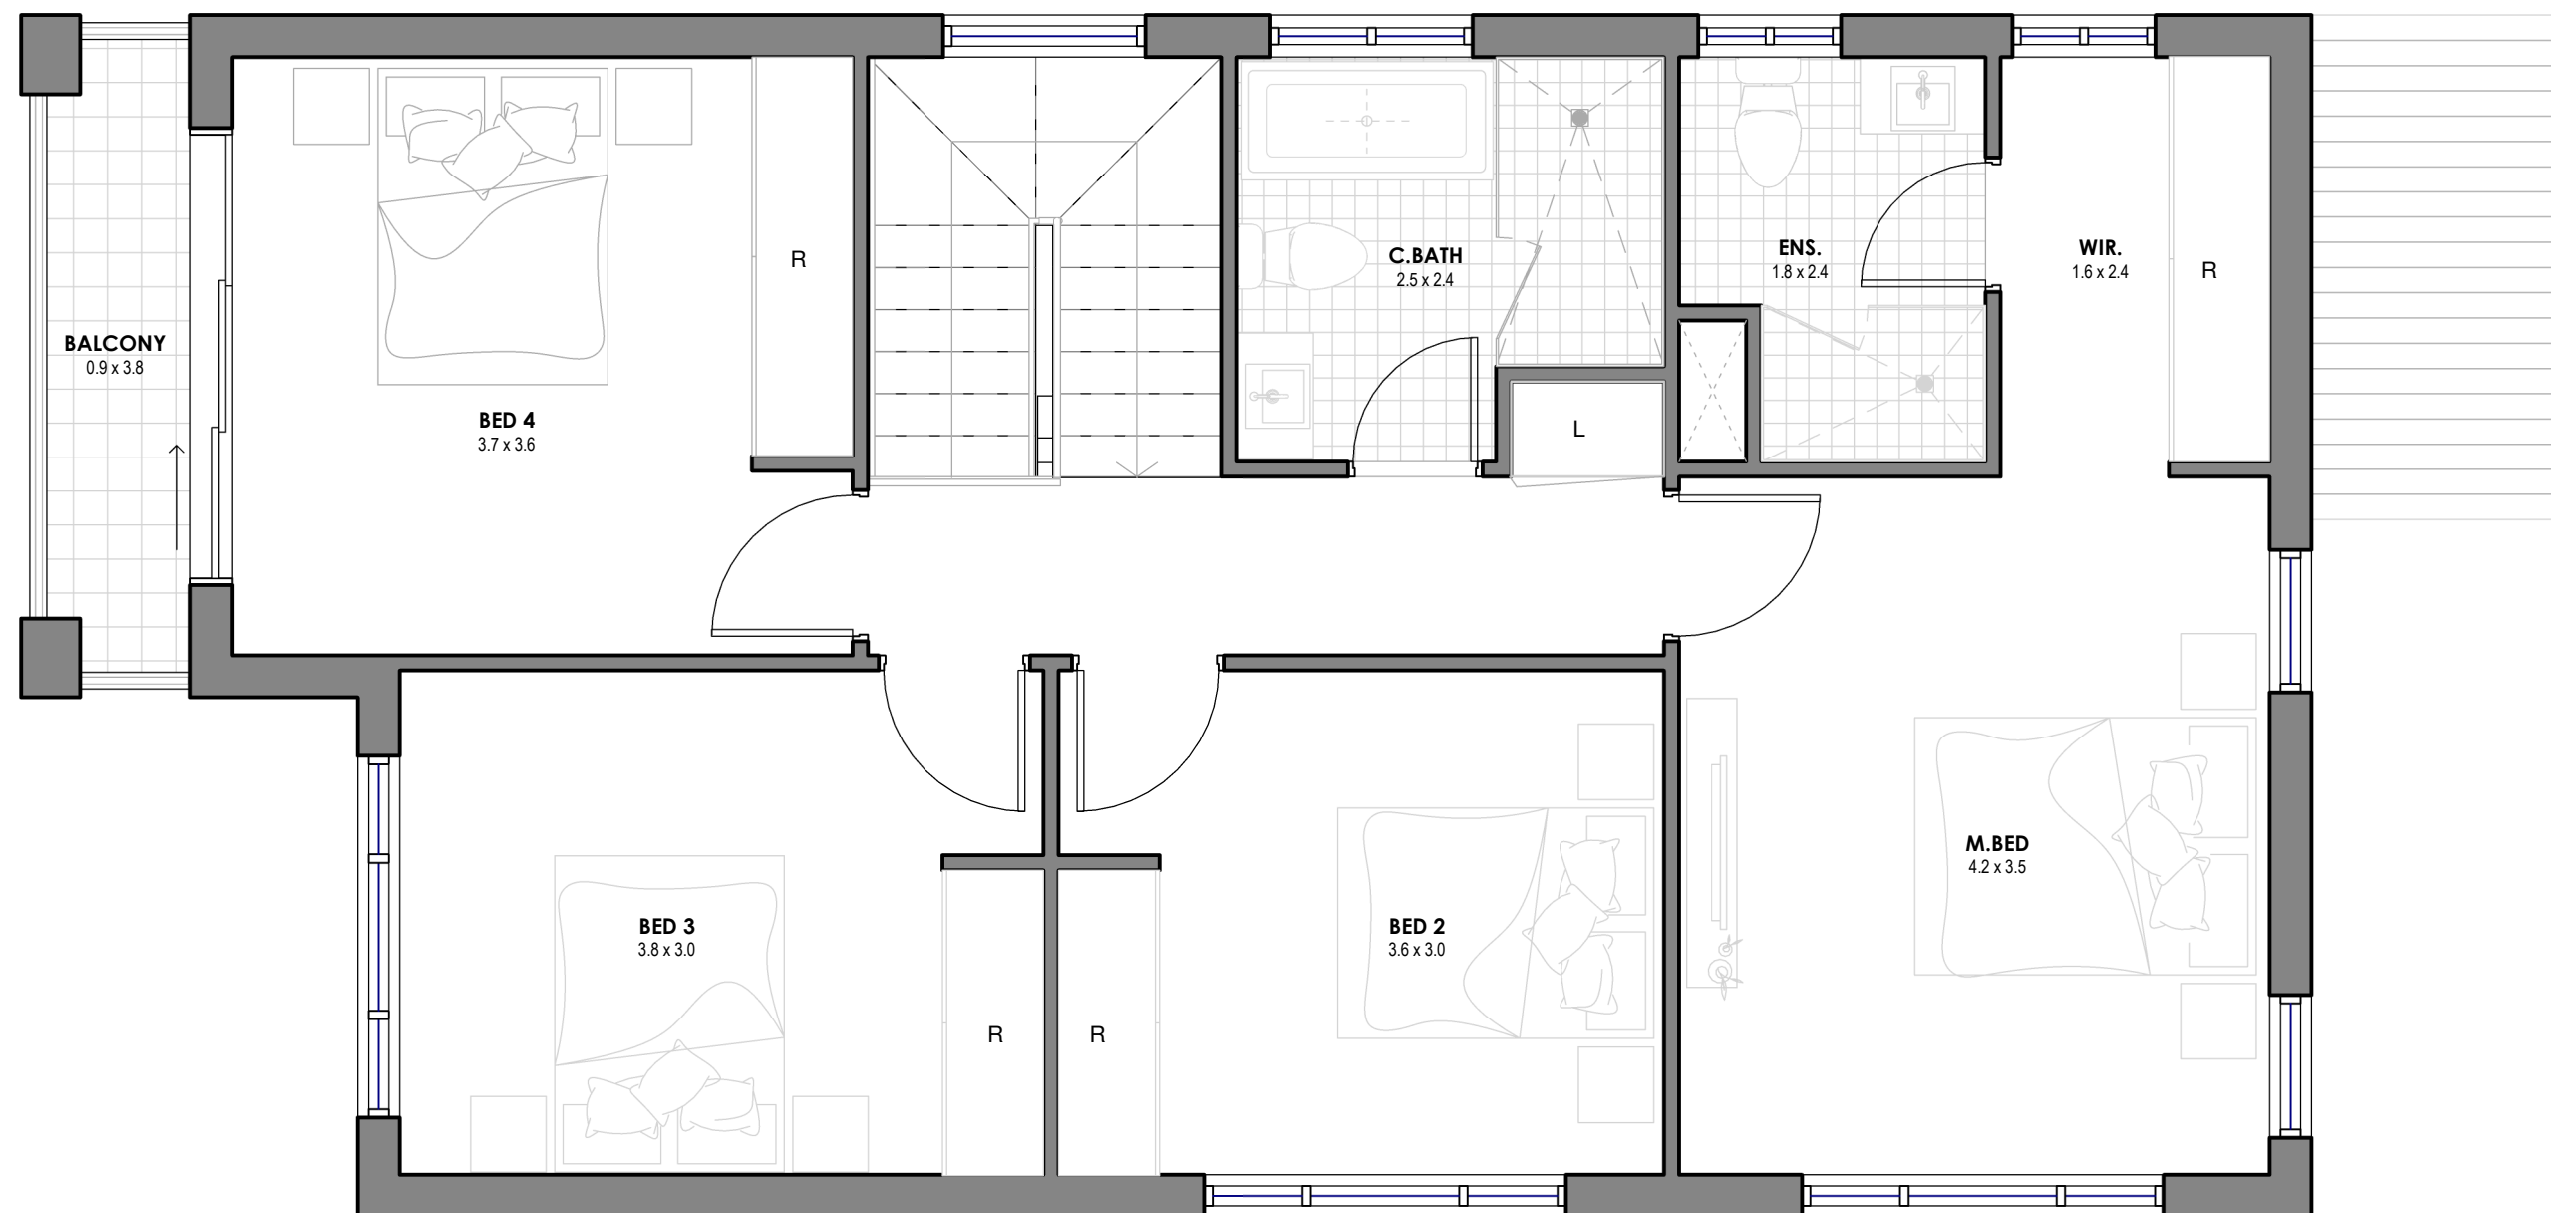 C.BATH
2.5 x 2.4
ENS.
1.8 x 2.4
WIR.
1.6 x 2.4
R
R
BALCONY
0.9 x 3.8
BED 4
3.7 x 3.6
L
M.BED
4.2 x 3.5
BED 3
3.8 x 3.0
BED 2
3.6 x 3.0
R
R